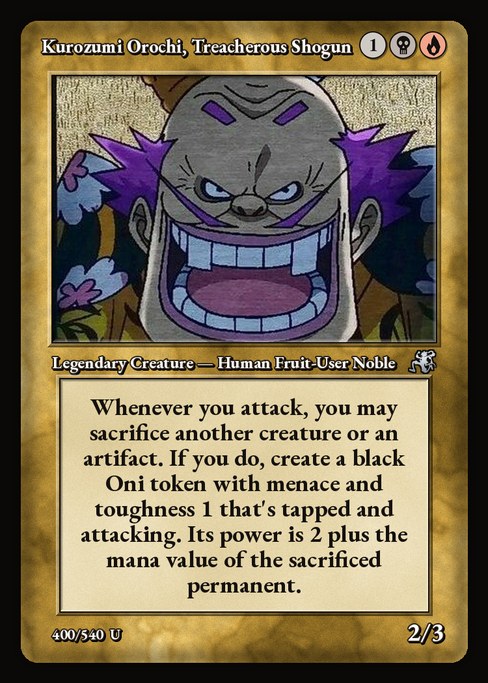 Kurozumi Orochi, Treacherous Shogun 1
Legendary Creature — Human Fruit-User Noble
Whenever you attack, you may
sacrifice another creature or an
artifact. If you do, create a black
Oni token with menace and
toughness 1 that's tapped and
attacking. Its power is 2 plus the
mana value of the sacrificed
permanent.
400/540 U
2/3